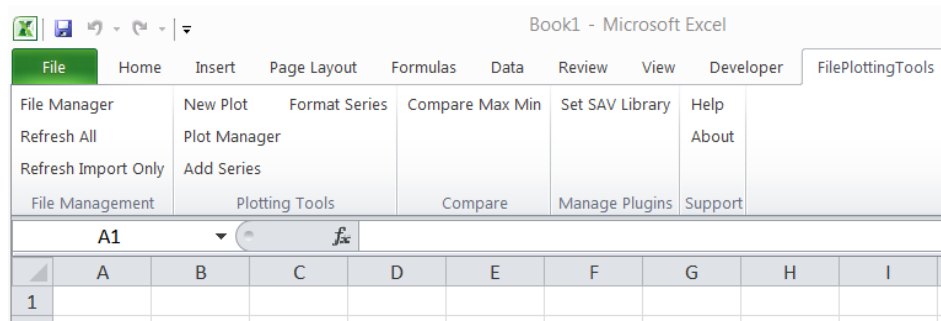 Book1 - Microsoft Excel
File Home Insert Page Layout Formulas Data Review View Developer FilePlottingTools
File Manager New Plot Format Series Compare Max Min Set SAV Library Help
Refresh All Plot Manager About
Refresh Import Only Add Series
File Management Plotting Tools Compare Manage Plugins Support
A1 fx
A B C D E F G H I
1